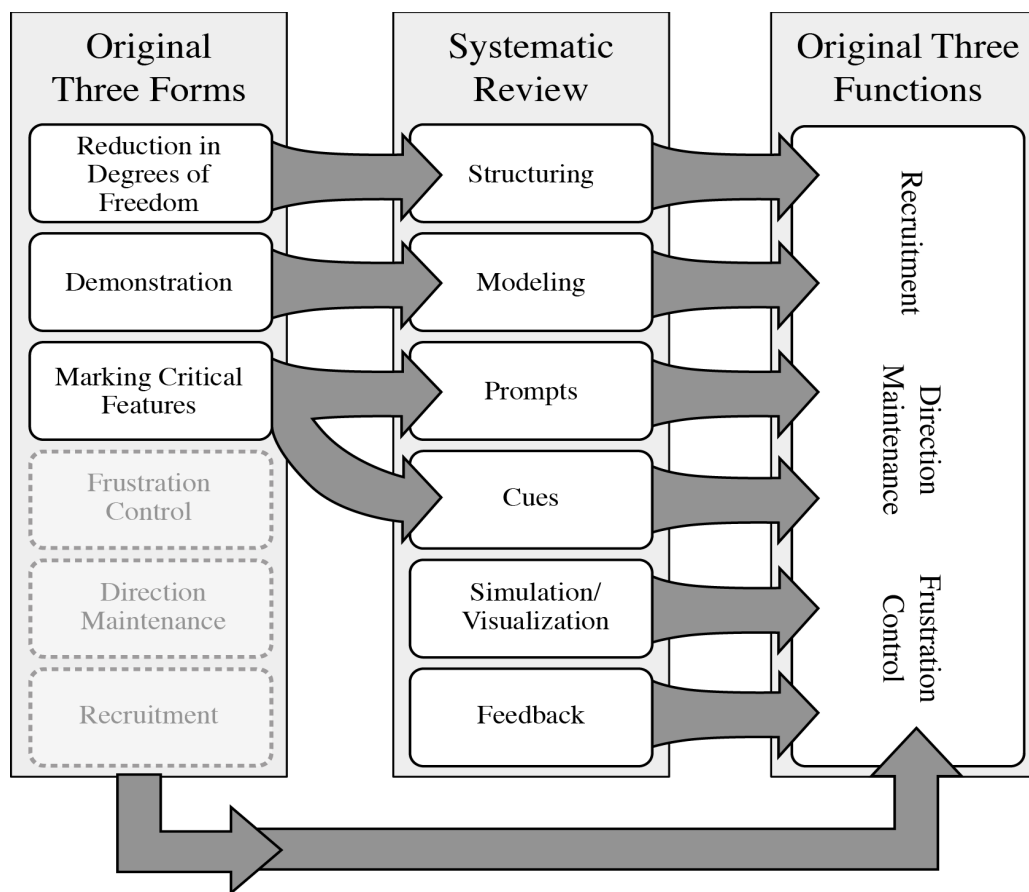 Original
Three Forms
Reduction in
Degrees of
Freedom
Demonstration
Marking Critical
Features
Frustration
Control
Direction
Maintenance
Recruitment
Systematic
Review
Structuring
Modeling
Prompts
Cues
Simulation/
Visualization
Feedback
Original Three
Functions
Recruitment
Direction
Maintenance
Frustration
Control